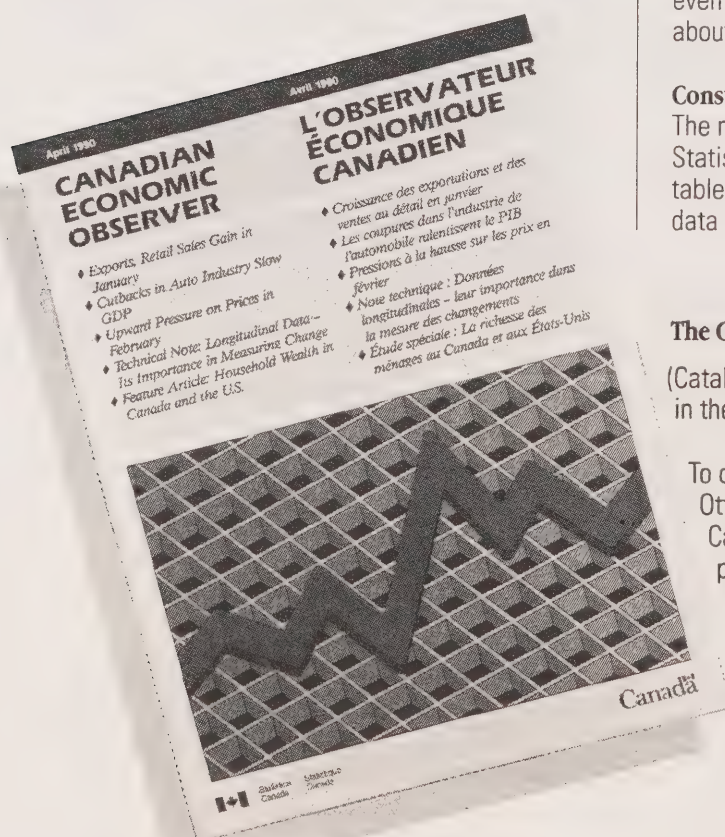 April 1990
Avril 1990
CANADIAN
ECONOMIC
OBSERVER
♦ Exports, Retail Sales Gain in
January
♦ Cutbacks in Auto Industry Slow
GDP
♦ Upward Pressure on Prices in
February
♦ Technical Note: Longitudinal Data –
Its Importance in Measuring Change
♦ Feature Article: Household Wealth in
Canada and the U.S.
L'OBSERVATEUR
ÉCONOMIQUE
CANADIEN
♦ Croissance des exportations et des
ventes au détail en janvier
♦ Les coupures dans l'industrie de
l'automobile ralentissent le PIB
♦ Pressions à la hausse sur les prix en
février
♦ Note technique : Données
longitudinales – leur importance dans
la mesure des changements
♦ Étude spéciale : La richesse des
ménages au Canada et aux États-Unis
Canada
Statistics
Canada
Statistique
Canada
about
Cons
The
Statis
table
data
The
(Catal
in the
To